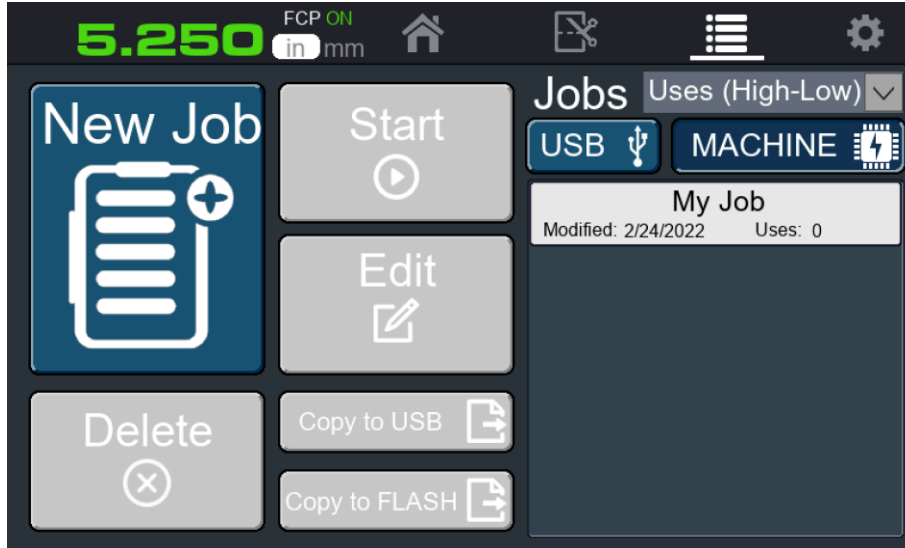 5.250
FCP ON
in mm
New Job
Start
Edit
Delete
Copy to USB
Copy to FLASH
Jobs
Uses (High-Low)
USB
MACHINE
My Job
Modified: 2/24/2022 Uses: 0